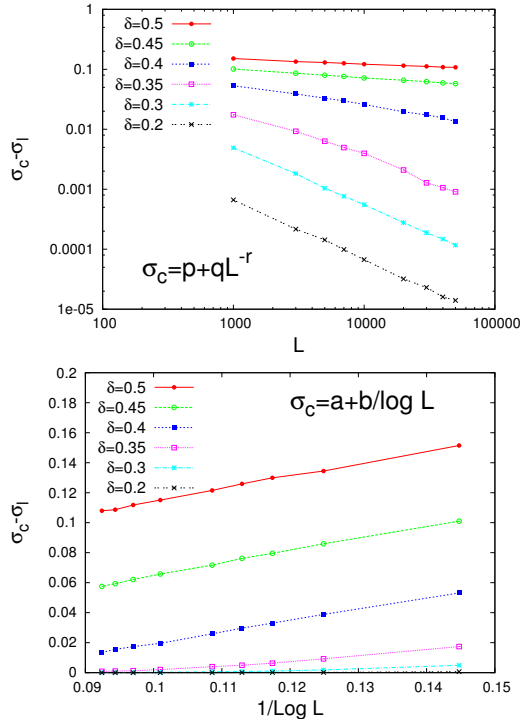 1
δ=0.5
δ=0.45
δ=0.4
δ=0.35
δ=0.3
δ=0.2
0.1
0.01
0.001
0.0001
1e-05
σc-σl
σc=p+qL-r
100
1000
10000
100000
L
0.2
0.18
0.16
0.14
0.12
0.1
0.08
0.06
0.04
0.02
0
δ=0.5
δ=0.45
δ=0.4
δ=0.35
δ=0.3
δ=0.2
σc=a+b/log L
σc-σl
0.09
0.1
0.11
0.12
0.13
0.14
0.15
1/Log L